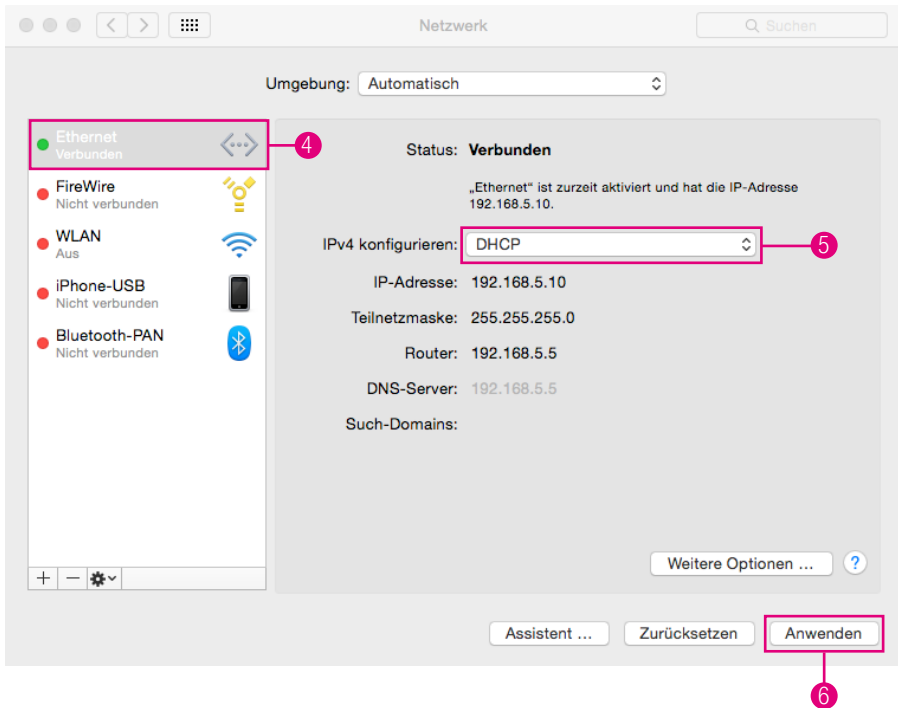 Netzwerk
Suchen
Umgebung: Automatisch
Ethernet
Verbunden
4
FireWire
Nicht verbunden
WLAN
Aus
iPhone-USB
Nicht verbunden
Bluetooth-PAN
Nicht verbunden
Status: Verbunden
„Ethernet“ ist zurzeit aktiviert und hat die IP-Adresse
192.168.5.10.
IPv4 konfigurieren: DHCP
5
IP-Adresse: 192.168.5.10
Teilnetzmaske: 255.255.255.0
Router: 192.168.5.5
DNS-Server: 192.168.5.5
Such-Domains:
Weitere Optionen ... ?
Assistent ... Zurücksetzen Anwenden
6